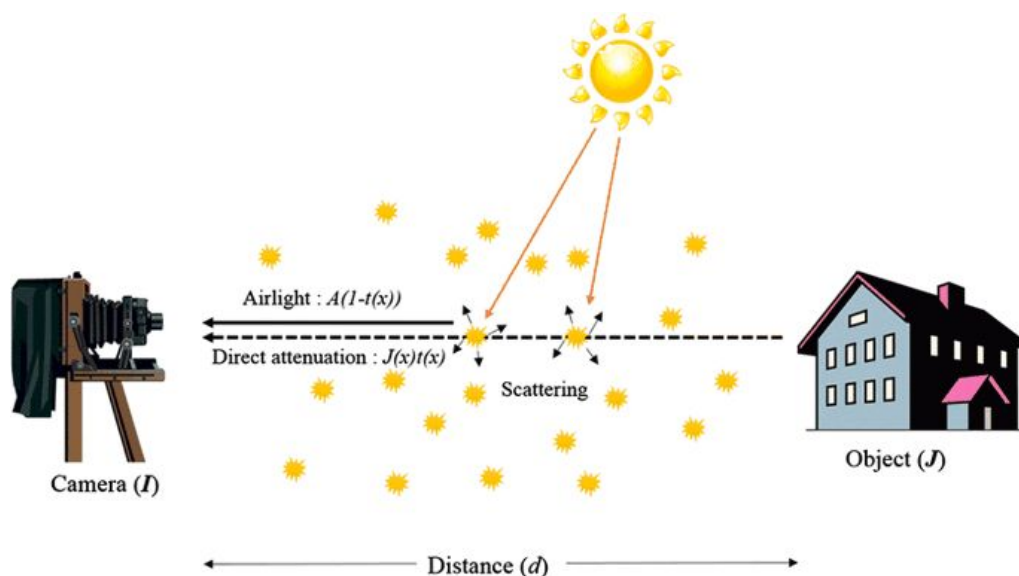 Airlight : A(1-t(x))
Direct attenuation : J(x)t(x)
Scattering
Camera (I)
Object (J)
Distance (d)